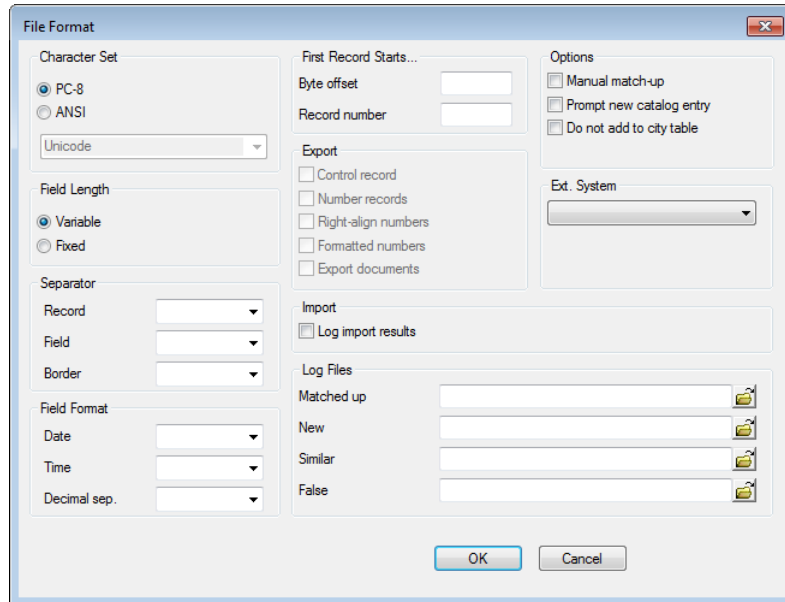 File Format
Character Set
PC-8
ANSI
Unicode
Field Length
Variable
Fixed
Separator
Record
Field
Border
Field Format
Date
Time
Decimal sep.
First Record Starts...
Byte offset
Record number
Export
Control record
Number records
Right-align numbers
Formatted numbers
Export documents
Options
Manual match-up
Prompt new catalog entry
Do not add to city table
Ext. System
Import
Log import results
Log Files
Matched up
New
Similar
False
OK
Cancel